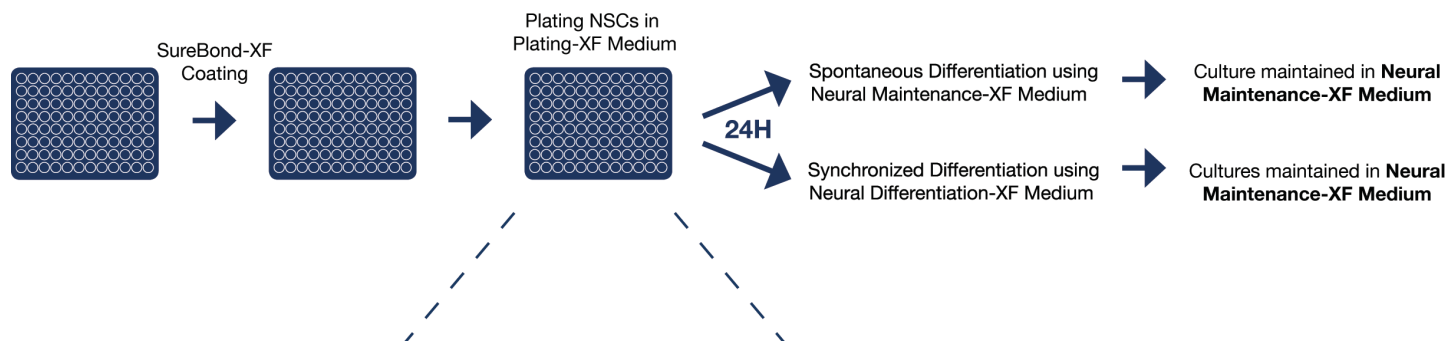 SureBond-XF
Coating
Plating NSCs in
Plating-XF Medium
24H
Spontaneous Differentiation using
Neural Maintenance-XF Medium
Culture maintained in Neural
Maintenance-XF Medium
Synchronized Differentiation using
Neural Differentiation-XF Medium
Cultures maintained in Neural
Maintenance-XF Medium